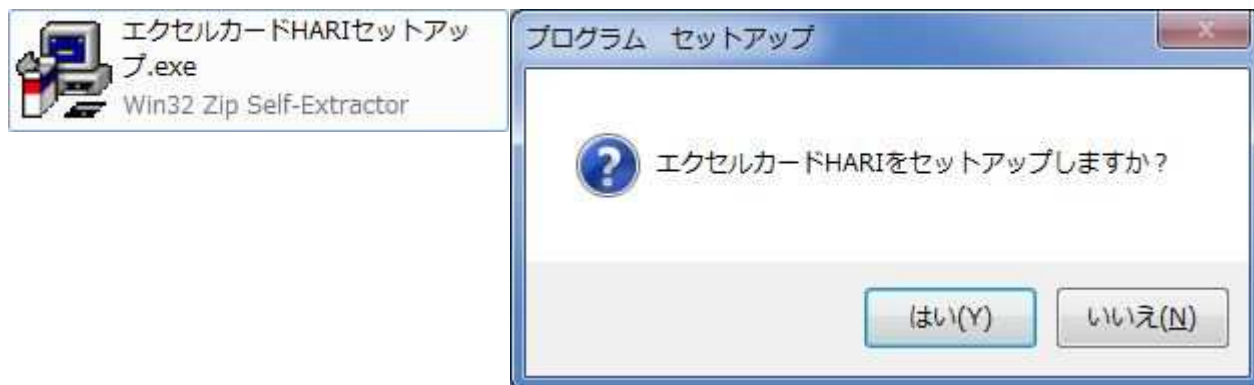 エクセルカードHARIセットアッ
プ.exe
Win32 Zip Self-Extractor
プログラム　セットアップ
エクセルカードHARIをセットアップしますか？
はい(Y)
いいえ(N)